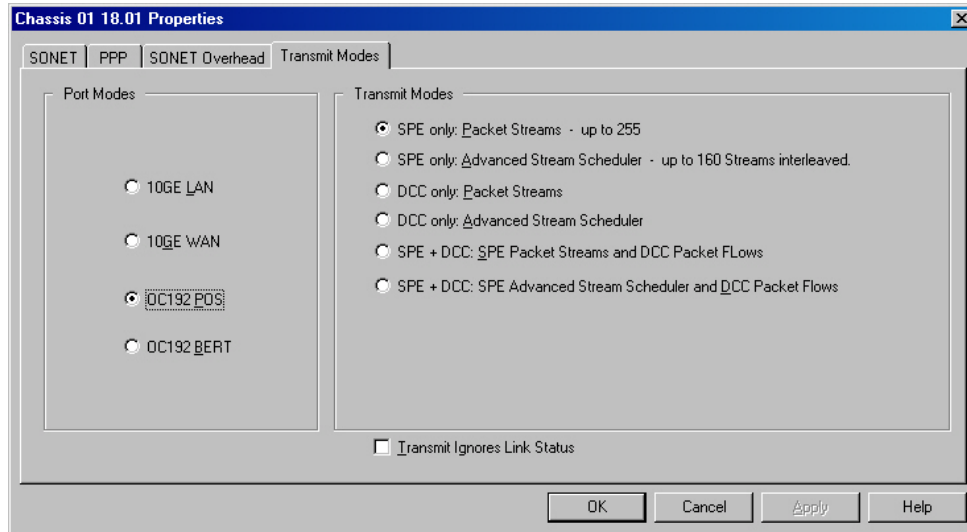 Chassis 01 18.01 Properties
SONET PPP SONET Overhead Transmit Modes
Port Modes
10GE LAN
10GE WAN
OC192 POS
OC192 BERT
Transmit Modes
SPE only: Packet Streams - up to 255
SPE only: Advanced Stream Scheduler - up to 160 Streams interleaved.
DCC only: Packet Streams
DCC only: Advanced Stream Scheduler
SPE + DCC: SPE Packet Streams and DCC Packet FLows
SPE + DCC: SPE Advanced Stream Scheduler and DCC Packet Flows
Transmit Ignores Link Status
OK Cancel Apply Help